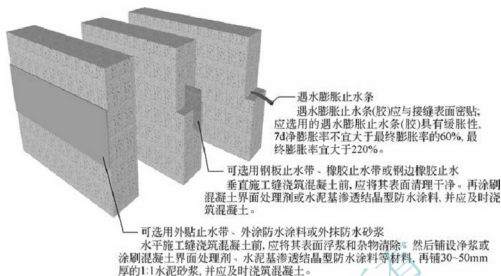 遇水膨胀止水条
遇水膨胀止水条(胶)应与接缝表面密贴;
应选用的遇水膨胀止水条(胶)具有缓胀性,
7d净膨胀率不宜大于最终膨胀率的60%,最
终膨胀率宜大于220%。
可选用钢板止水带、橡胶止水带或钢边橡胶止水
垂直施工缝浇筑混凝土前,应将其表面清理干净。再涂刷
混凝土界面处理剂或水泥基渗透结晶型防水涂料,并应及时浇
筑混凝土。
可选用外贴止水带、外涂防水涂料或外抹防水砂浆
水平施工缝浇筑混凝土前,应将其表面浮浆和杂物清除。然后铺设净浆或
涂刷混凝土界面处理剂、水泥基渗透结晶型防水涂料等材料,再铺30~50mm
厚的1:1水泥砂浆,并应及时浇筑混凝土。